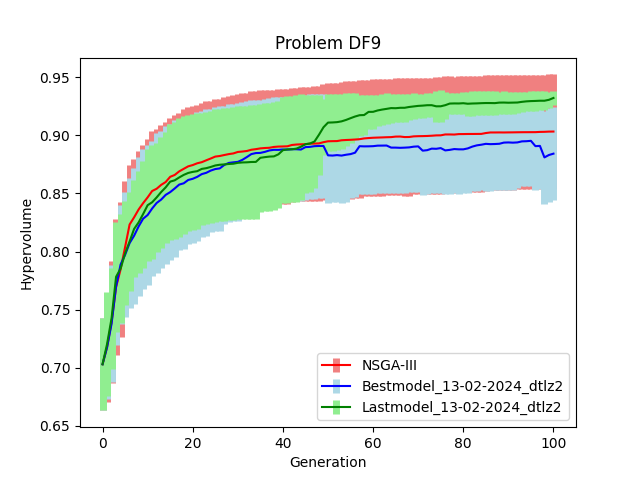 Problem DF9
Hypervolume
0.95
0.90
0.85
0.80
0.75
0.70
0.65
NSGA-III
Bestmodel_13-02-2024_dtlz2
Lastmodel_13-02-2024_dtlz2
0 20 40 60 80 100
Generation